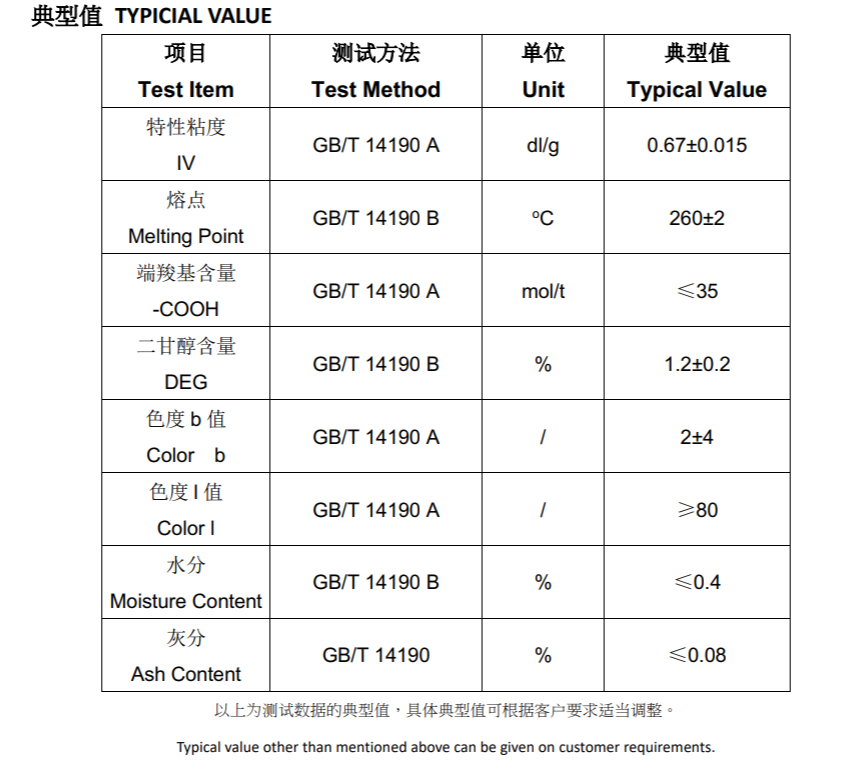 典型值 TYPICIAL VALUE
项目 测试方法 单位 典型值
Test Item Test Method Unit Typical Value
特性粘度
IV
GB/T 14190 A dl/g 0.67±0.015
熔点
Melting Point
GB/T 14190 B ºC 260±2
端羧基含量
-COOH
GB/T 14190 A mol/t ≤35
二甘醇含量
DEG
GB/T 14190 B % 1.2±0.2
色度 b 值
Color b
GB/T 14190 A / 2±4
色度 l 值
Color l
GB/T 14190 A / ≥80
水分
Moisture Content
GB/T 14190 B % ≤0.4
灰分
Ash Content
GB/T 14190 % ≤0.08
以上为测试数据的典型值，具体典型值可根据客户要求适当调整。
Typical value other than mentioned above can be given on customer requirements.